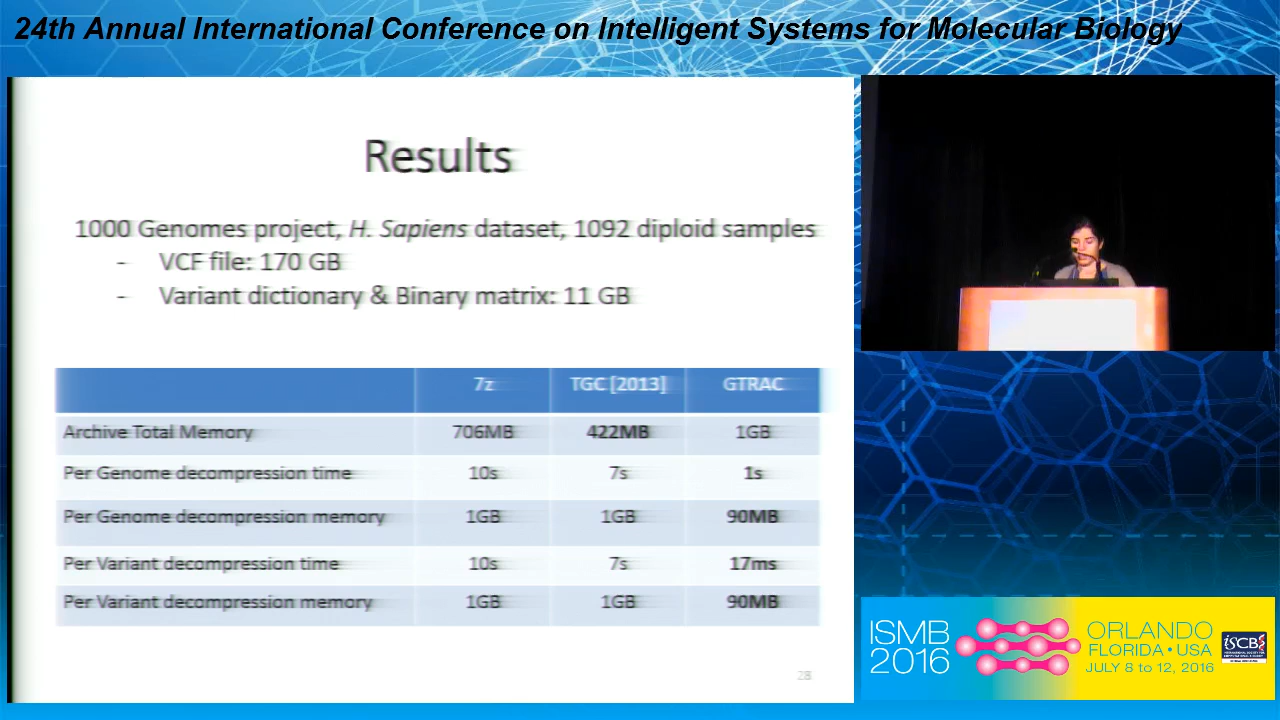 24th Annual International Conference on Intelligent Systems for Molecular Biology
Results
1000 Genomes project, H. Sapiens dataset, 1092 diploid samples
- VCF file: 170 GB
- Variant dictionary & Binary matrix: 11 GB
7z TGC [2013] GTRAC
Archive Total Memory 706MB 422MB 1GB
Per Genome decompression time 10s 7s 1s
Per Genome decompression memory 1GB 1GB 90MB
Per Variant decompression time 10s 7s 17ms
Per Variant decompression memory 1GB 1GB 90MB
28
ISMB
2016
ORLANDO
FLORIDA • USA
JULY 8 to 12, 2016
ISCB